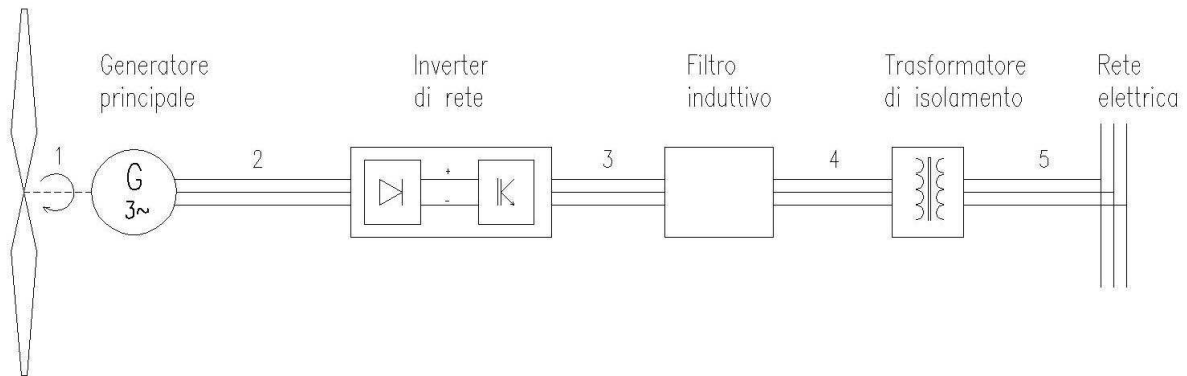 Generatore
principale
Inverter
di rete
Filtro
induttivo
Trasformatore
di isolamento
Rete
elettrica
1
2
3
4
5
G
3~
+
-